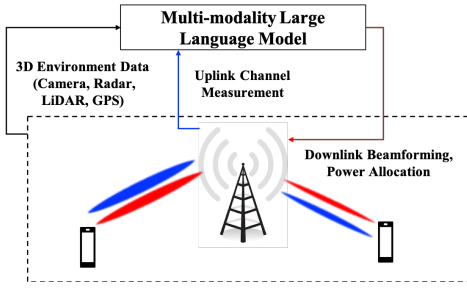 Multi-modality Large
Language Model
3D Environment Data
(Camera, Radar,
LiDAR, GPS)
Uplink Channel
Measurement
Downlink Beamforming,
Power Allocation